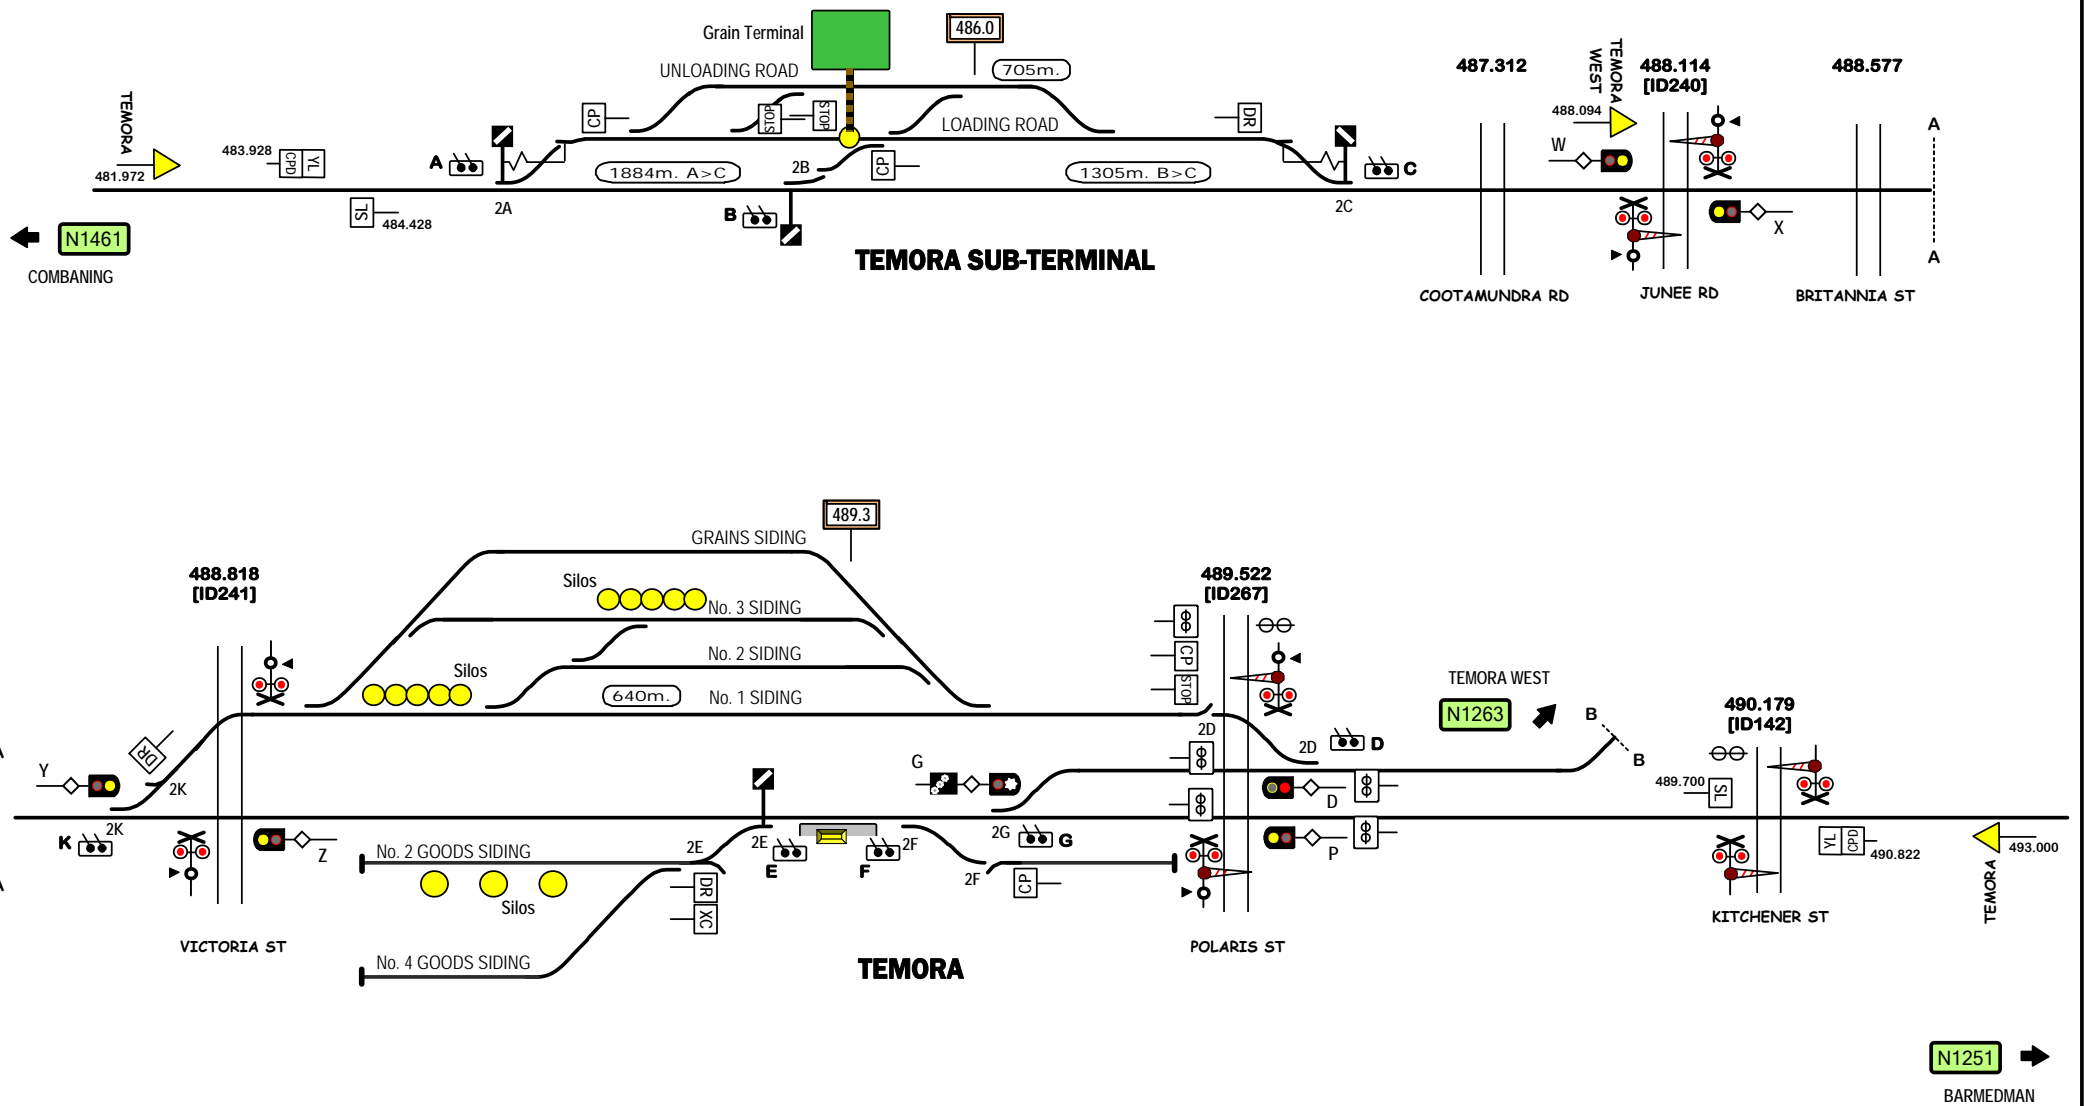 Grain Terminal
486.0
UNLOADING ROAD
705m.
487.312
TEMORA WEST
488.114
[ID240]
488.577
TEMORA
CP
STOP
STOP
LOADING ROAD
DR
488.094
A
483.928
CPD
YL
A
W
481.972
1884m. A>C
2B
CP
1305m. B>C
C
SL
484.428
2A
B
2C
X
N1461
COMBANING
TEMORA SUB-TERMINAL
A
COOTAMUNDRA RD
JUNEE RD
BRITANNIA ST
489.3
GRAINS SIDING
488.818
[ID241]
Silos
No. 3 SIDING
489.522
[ID267]
No. 2 SIDING
CP
STOP
Silos
640m.
No. 1 SIDING
TEMORA WEST
N1263
B
B
490.179
[ID142]
DR
2D
2D
D
Y
2K
G
489.700
SL
D
K
2K
Z
2E
2E
E
F
2F
2G
G
P
YL
CPD
490.822
493.000
TEMORA
No. 2 GOODS SIDING
2F
CP
DR
XC
Silos
KITCHENER ST
VICTORIA ST
POLARIS ST
No. 4 GOODS SIDING
TEMORA
N1251
BARMEDMAN